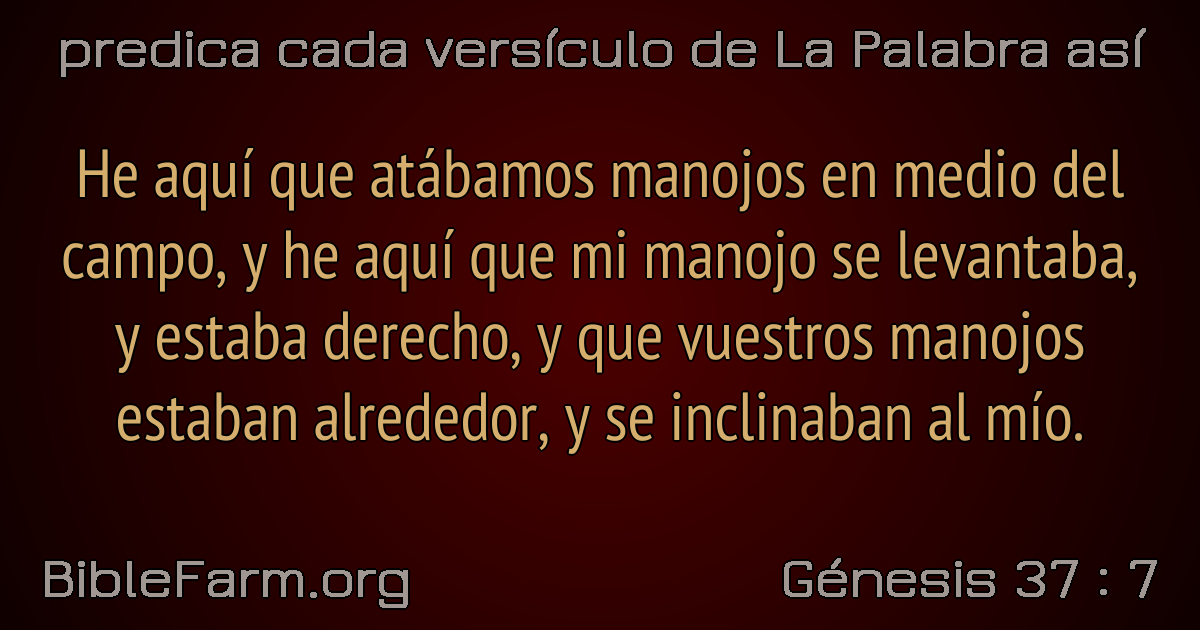 predica cada versículo de La Palabra así
He aquí que atábamos manojos en medio del
campo, y he aquí que mi manojo se levantaba,
y estaba derecho, y que vuestros manojos
estaban alrededor, y se inclinaban al mío.
BibleFarm.org
Génesis 37 : 7